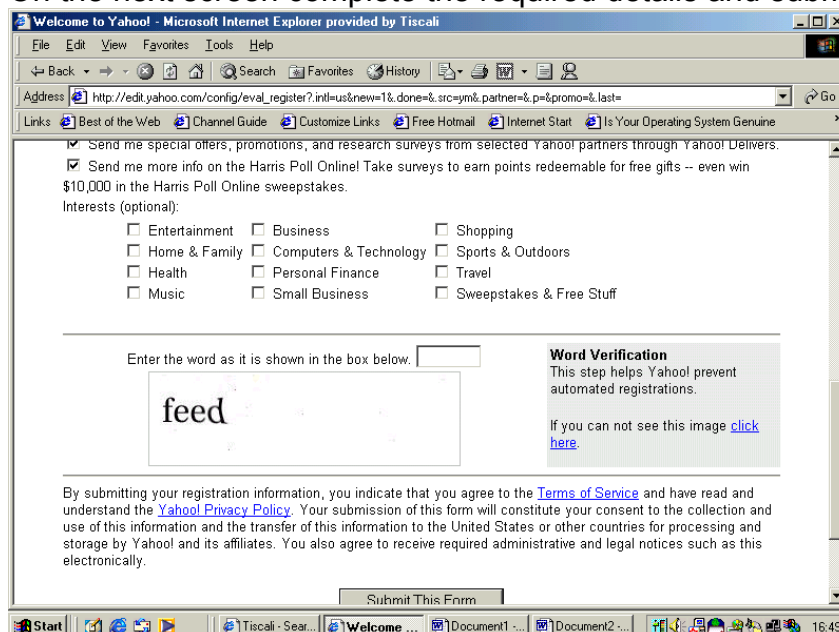 On the next screen complete the required details and subm
Welcome to Yahoo! - Microsoft Internet Explorer provided by Tiscali
File Edit View Favorites Tools Help
Back Search Favorites History
Address http://edit.yahoo.com/config/eval_register?.intl=us&new=1&.done=&.src=ym&.partner=&.p=&promo=&.last= Go
Links Best of the Web Channel Guide Customize Links Free Hotmail Internet Start Is Your Operating System Genuine
Send me special offers, promotions, and research surveys from selected Yahoo! partners through Yahoo! Delivers.
Send me more info on the Harris Poll Online! Take surveys to earn points redeemable for free gifts -- even win
$10,000 in the Harris Poll Online sweepstakes.
Interests (optional):
Entertainment Business Shopping
Home & Family Computers & Technology Sports & Outdoors
Health Personal Finance Travel
Music Small Business Sweepstakes & Free Stuff
Enter the word as it is shown in the box below.
feed
Word Verification
This step helps Yahoo! prevent
automated registrations.
If you can not see this image click
here.
By submitting your registration information, you indicate that you agree to the Terms of Service and have read and
understand the Yahoo! Privacy Policy. Your submission of this form will constitute your consent to the collection and
use of this information and the transfer of this information to the United States or other countries for processing and
storage by Yahoo! and its affiliates. You also agree to receive required administrative and legal notices such as this
electronically.
Submit This Form
Start Tiscali - Sear... Welcome ... Document1 -... Document2 -... 16:45